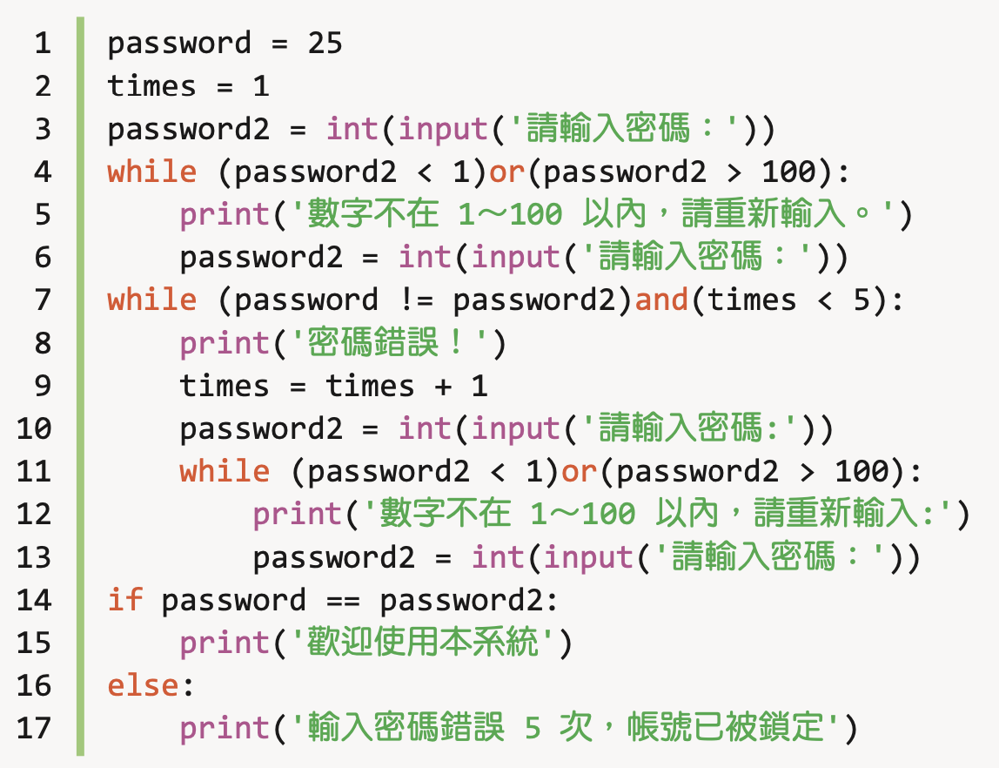 1 password = 25
2 times = 1
3 password2 = int(input('請輸入密碼：'))
4 while (password2 < 1)or(password2 > 100):
5     print('數字不在 1～100 以內，請重新輸入。')
6     password2 = int(input('請輸入密碼：'))
7 while (password != password2)and(times < 5):
8     print('密碼錯誤！')
9     times = times + 1
10     password2 = int(input('請輸入密碼:'))
11     while (password2 < 1)or(password2 > 100):
12         print('數字不在 1～100 以內，請重新輸入:')
13         password2 = int(input('請輸入密碼：'))
14 if password == password2:
15     print('歡迎使用本系統')
16 else:
17     print('輸入密碼錯誤 5 次，帳號已被鎖定')